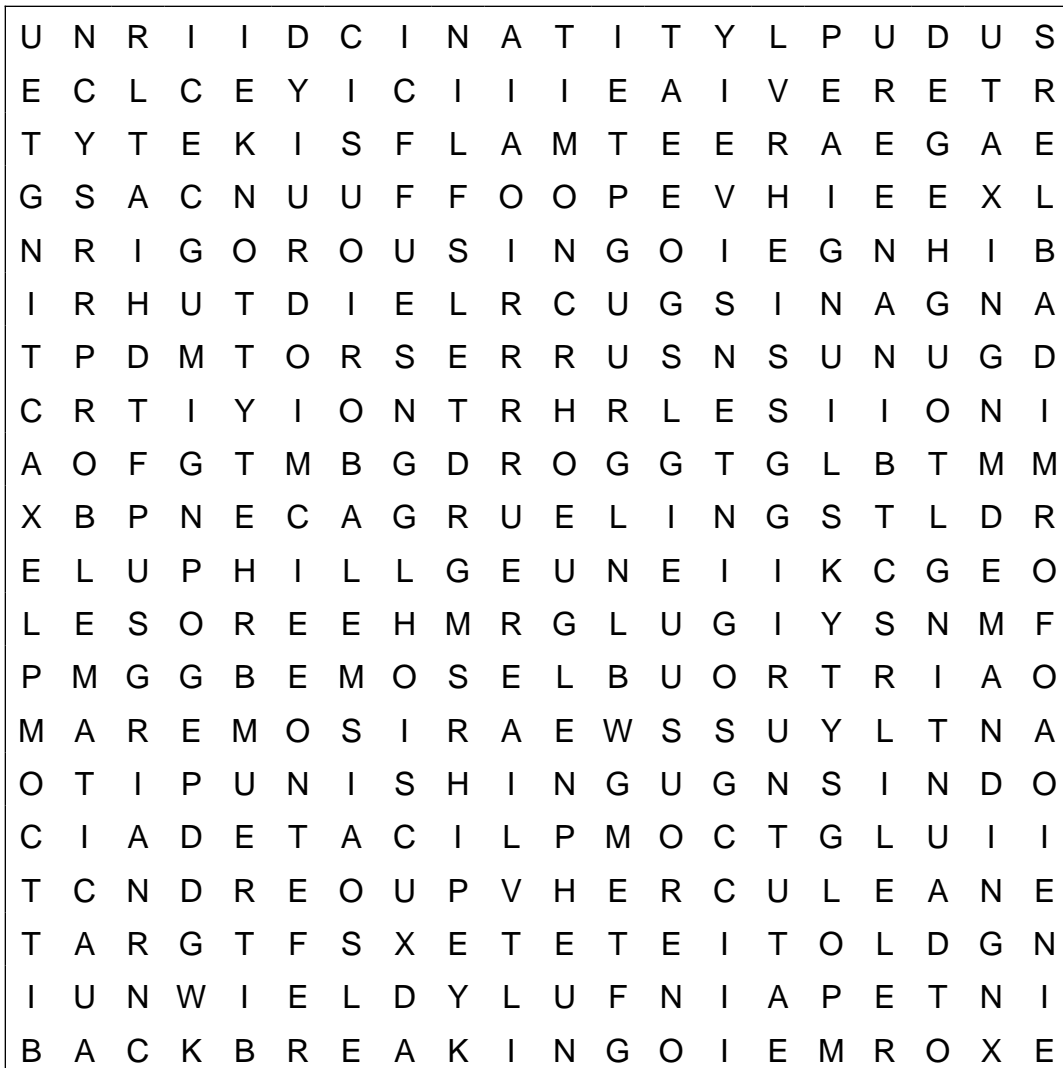 U N R I I D C I N A T I T Y L P U D U S
E C L C E Y I C I I I E A I V E R E T R
T Y T E K I S F L A M T E E R A E G A E
G S A C N U U F F O O P E V H I E E X L
N R I G O R O U S I N G O I E G N H I B
I R H U T D I E L R C U G S I N A G N A
T P D M T O R S E R R U S N S U N U G D
C R T I Y I O N T R H R L E S I I O N I
A O F G T M B G D R O G G T G L B T M M
X B P N E C A G R U E L I N G S T L D R
E L U P H I L L G E U N E I I K C G E O
L E S O R E E H M R G L U G I Y S N M F
P M G G B E M O S E L B U O R T R I A O
M A R E M O S I R A E W S S U Y L T N A
O T I P U N I S H I N G U G N S I N D O
C I A D E T A C I L P M O C T G L U I I
T C N D R E O U P V H E R C U L E A N E
T A R G T F S X E T E T E I T O L D G N
I U N W I E L D Y L U F N I A P E T N I
B A C K B R E A K I N G O I E M R O X E